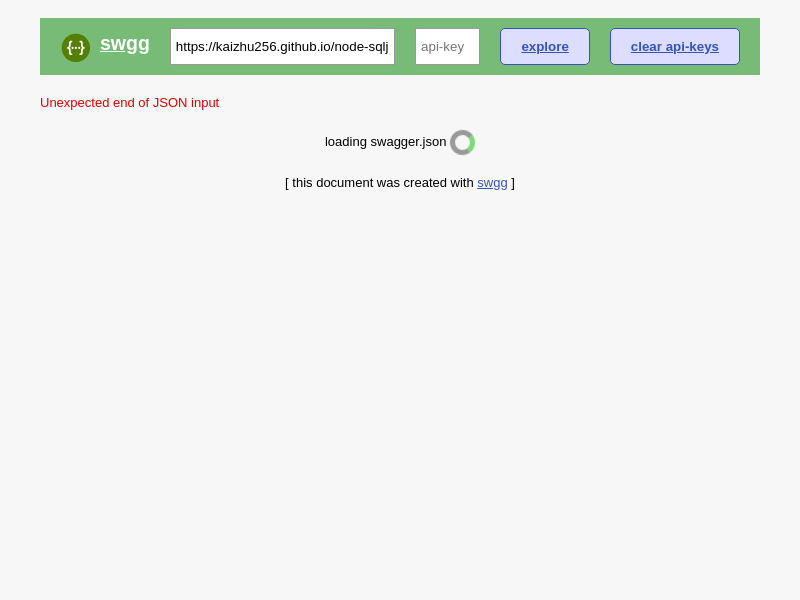 {...} swgg https://kaizhu256.github.io/node-sqlj api-key explore clear api-keys
Unexpected end of JSON input
loading swagger.json
[ this document was created with swgg ]